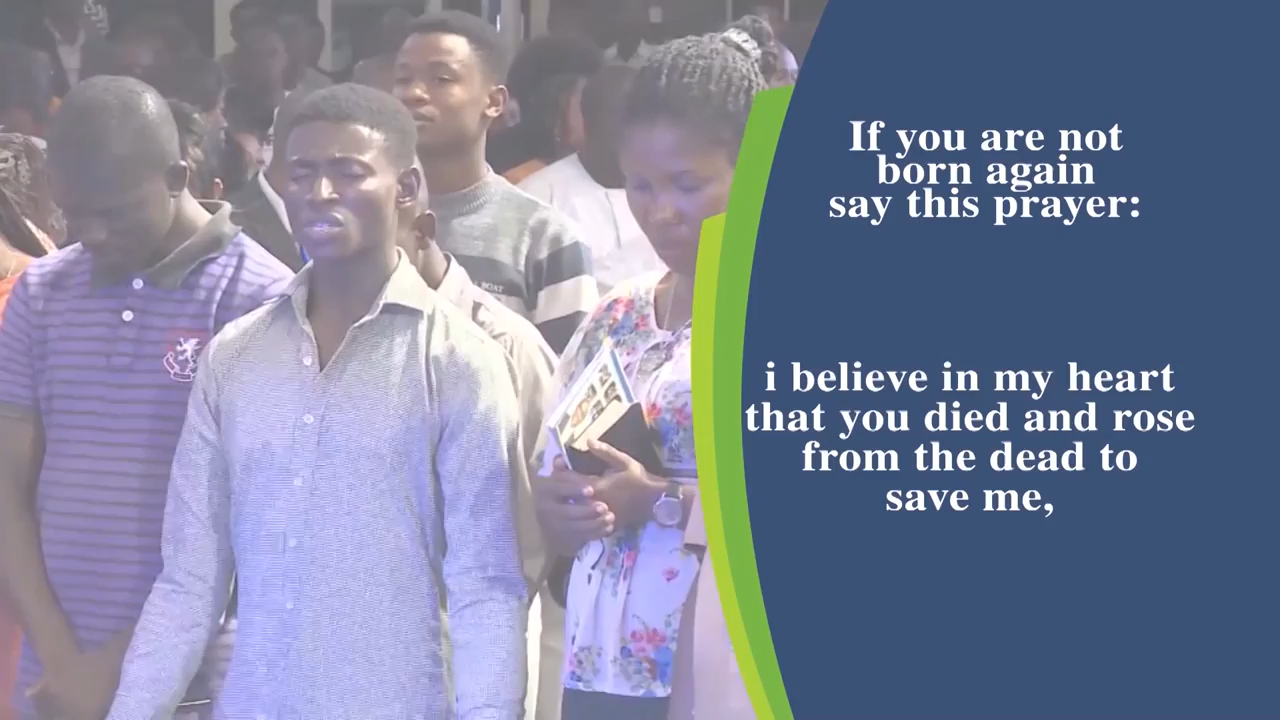 If you are not
born again
say this prayer:
i believe in my heart
that you died and rose
from the dead to
save me,
BOAT